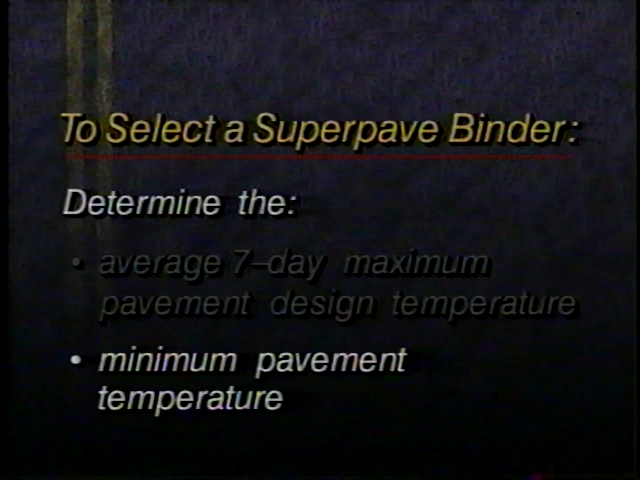 To Select a Superpave Binder:
Determine the:
• average 7–day maximum
pavement design temperature
• minimum pavement
temperature